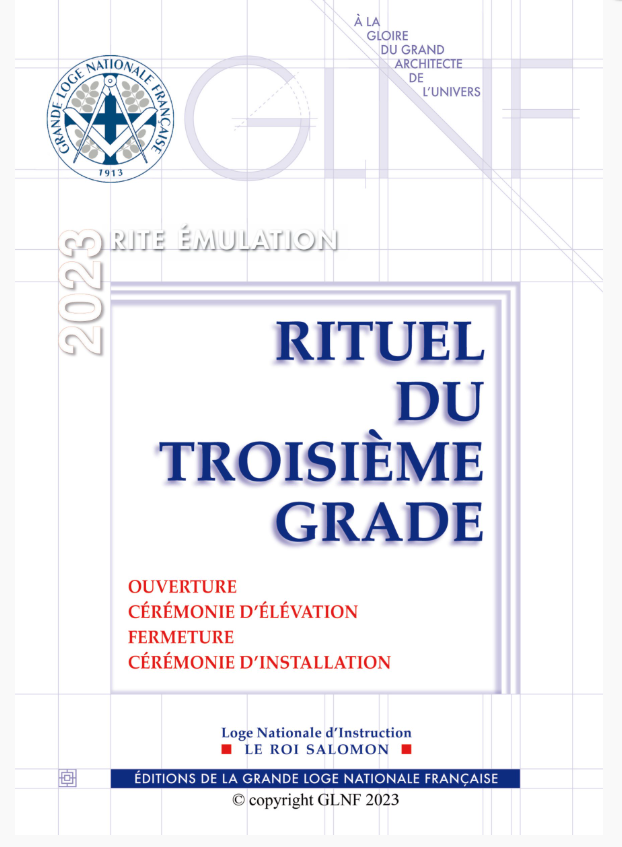 À LA
GLOIRE
DU GRAND
ARCHITECTE
DE
L'UNIVERS
GLNF
GRANDE LOGE NATIONALE FRANÇAISE
1913
2023
RITE ÉMULATION
RITUEL
DU
TROISIÈME
GRADE
OUVERTURE
CÉRÉMONIE D'ÉLÉVATION
FERMETURE
CÉRÉMONIE D'INSTALLATION
Loge Nationale d'Instruction
LE ROI SALOMON
ÉDITIONS DE LA GRANDE LOGE NATIONALE FRANÇAISE
© copyright GLNF 2023